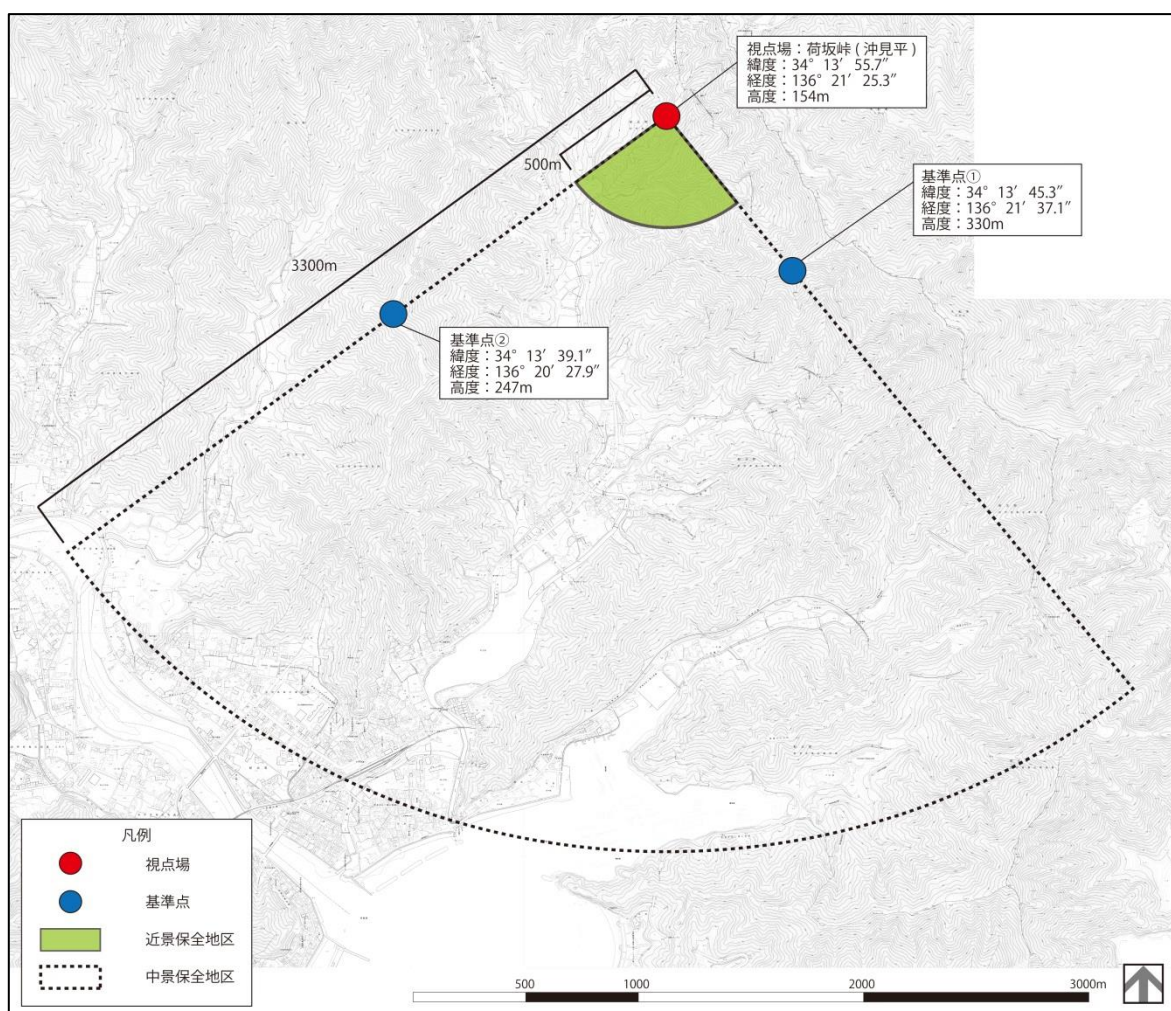 視点場：荷坂峠(沖見平)
緯度：34° 13′ 55.7″
経度：136° 21′ 25.3″
高度：154m
500m
基準点①
緯度：34° 13′ 45.3″
経度：136° 21′ 37.1″
高度：330m
3300m
基準点②
緯度：34° 13′ 39.1″
経度：136° 20′ 27.9″
高度：247m
凡例
視点場
基準点
近景保全地区
中景保全地区
500 1000 2000 3000m